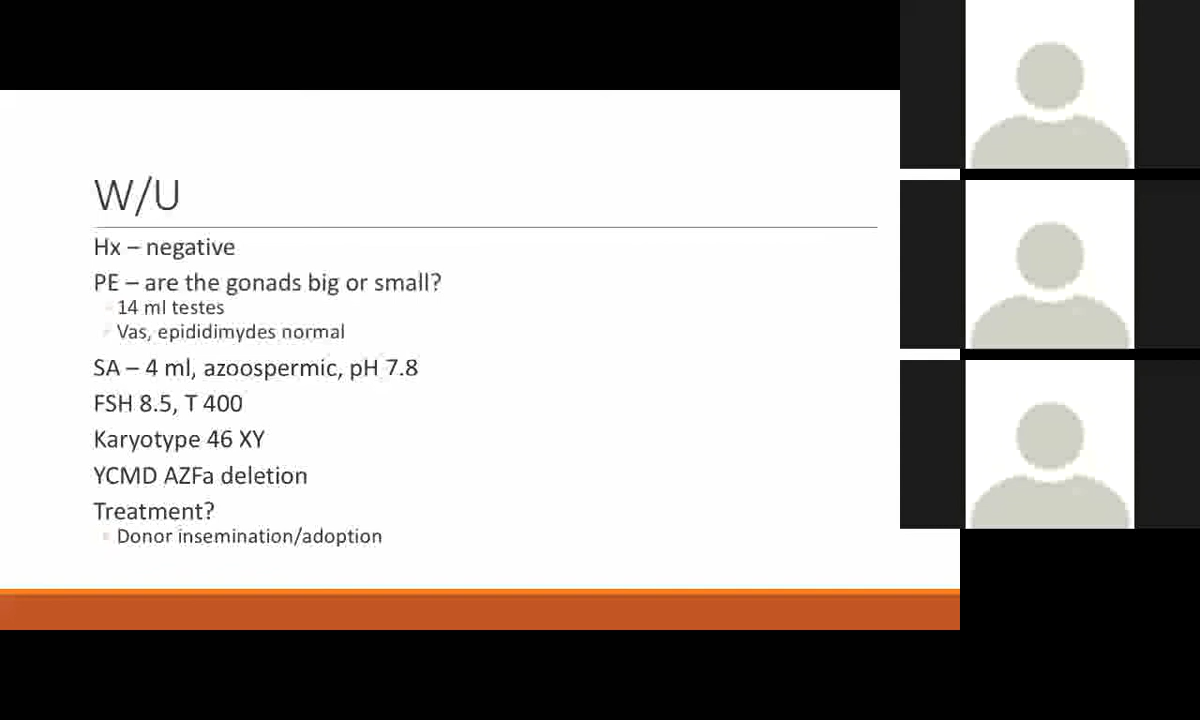 W/U
Hx – negative
PE – are the gonads big or small?
14 ml testes
Vas, epididimydes normal
SA – 4 ml, azoospermic, pH 7.8
FSH 8.5, T 400
Karyotype 46 XY
YCMD AZFa deletion
Treatment?
Donor insemination/adoption